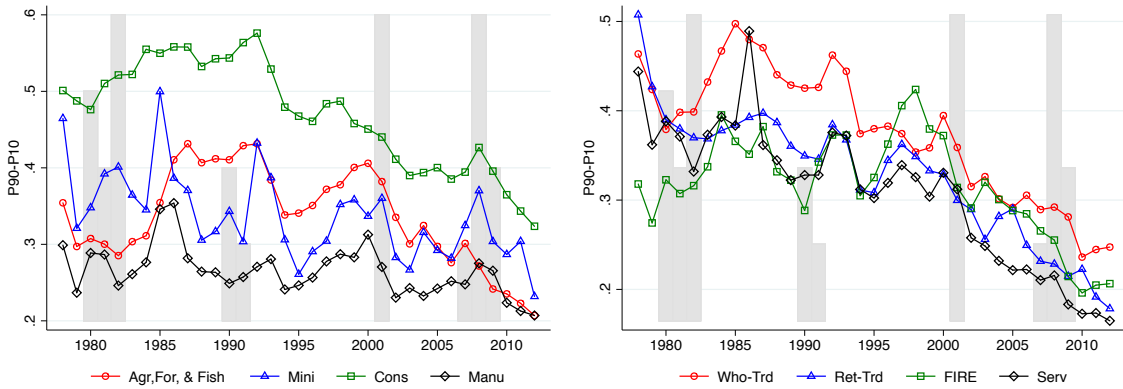 P90-P10
.6
.5
.4
.3
.2
1980 1985 1990 1995 2000 2005 2010
Agr,For, & Fish Mini Cons Manu
P90-P10
.5
.4
.3
.2
1980 1985 1990 1995 2000 2005 2010
Who-Trd Ret-Trd FIRE Serv